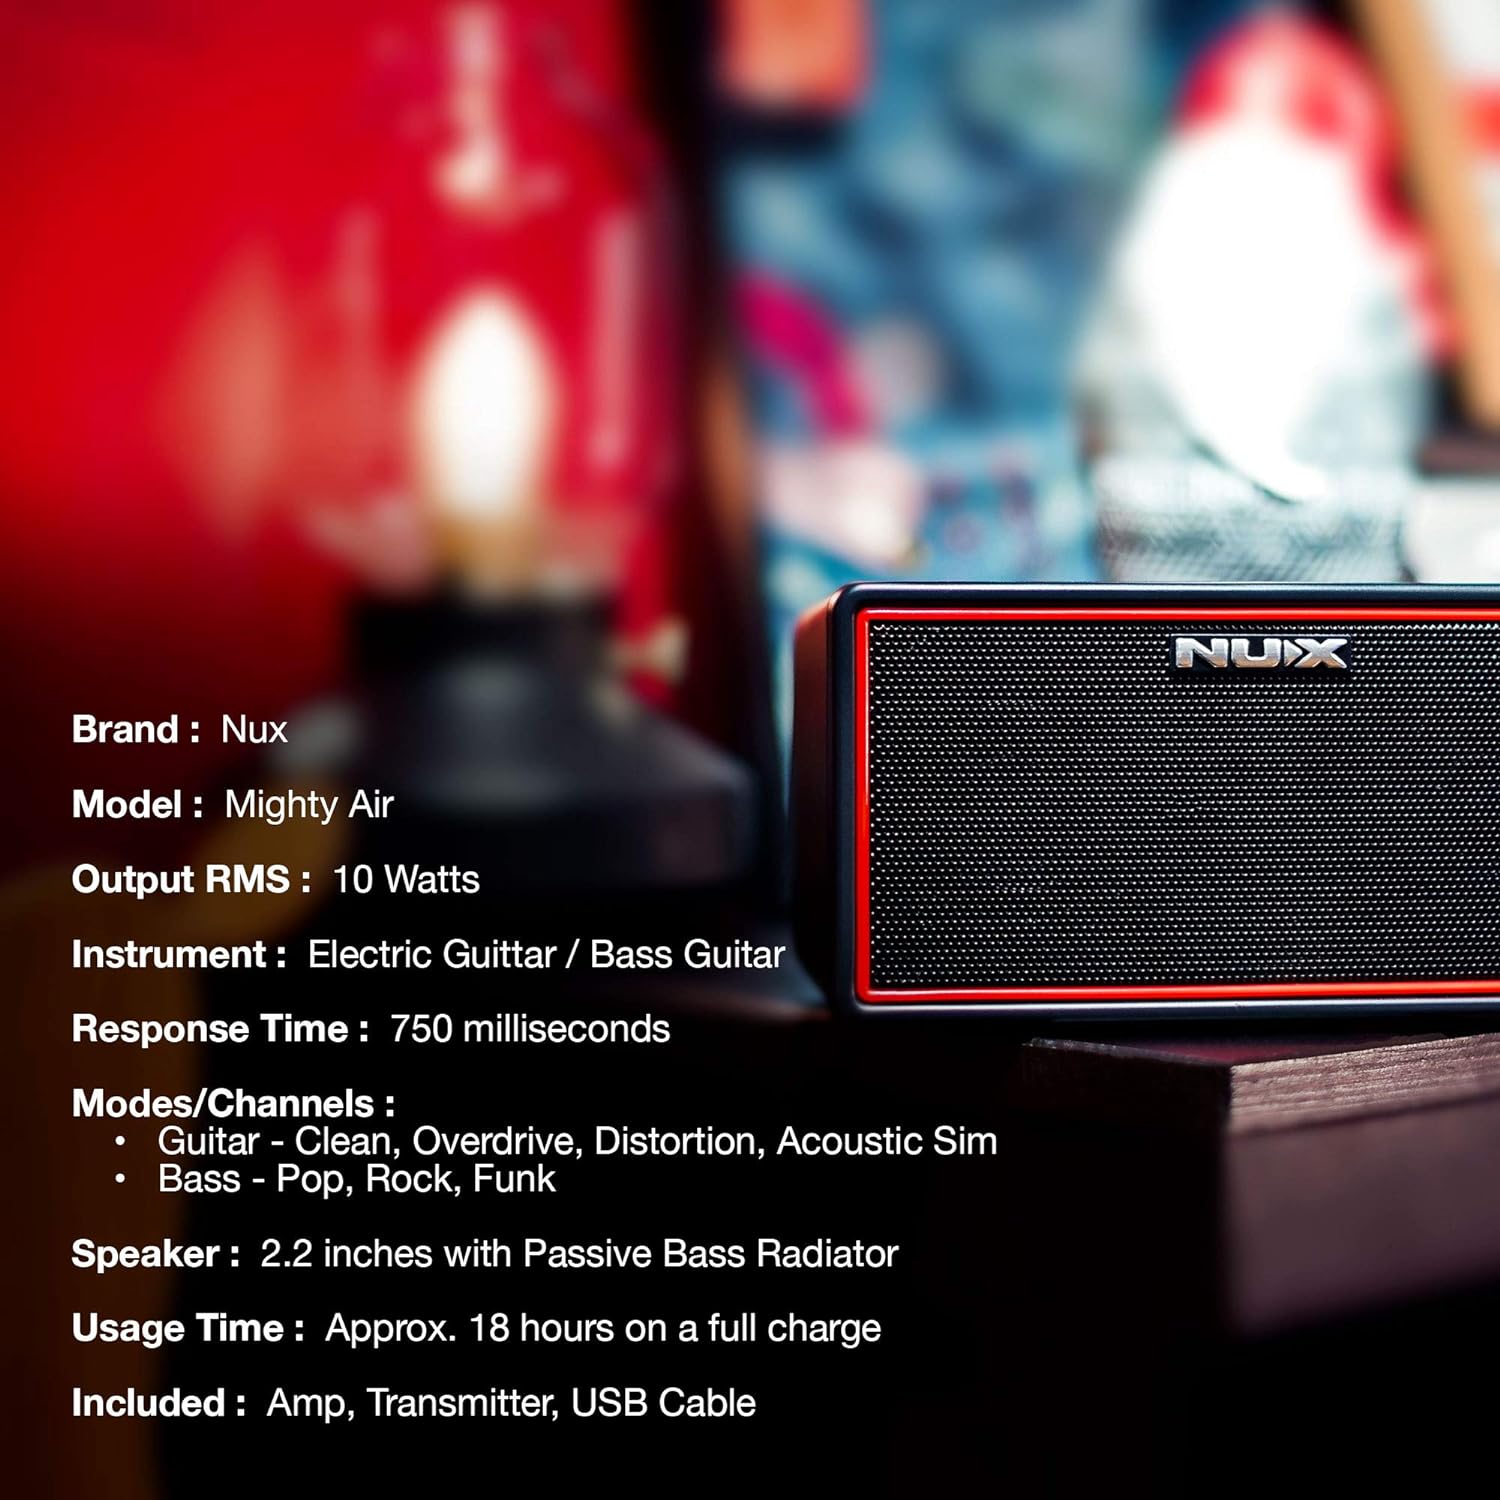 NUX
Brand : Nux
Model : Mighty Air
Output RMS : 10 Watts
Instrument : Electric Guittar / Bass Guitar
Response Time : 750 milliseconds
Modes/Channels :
• Guitar - Clean, Overdrive, Distortion, Acoustic Sim
• Bass - Pop, Rock, Funk
Speaker : 2.2 inches with Passive Bass Radiator
Usage Time : Approx. 18 hours on a full charge
Included : Amp, Transmitter, USB Cable